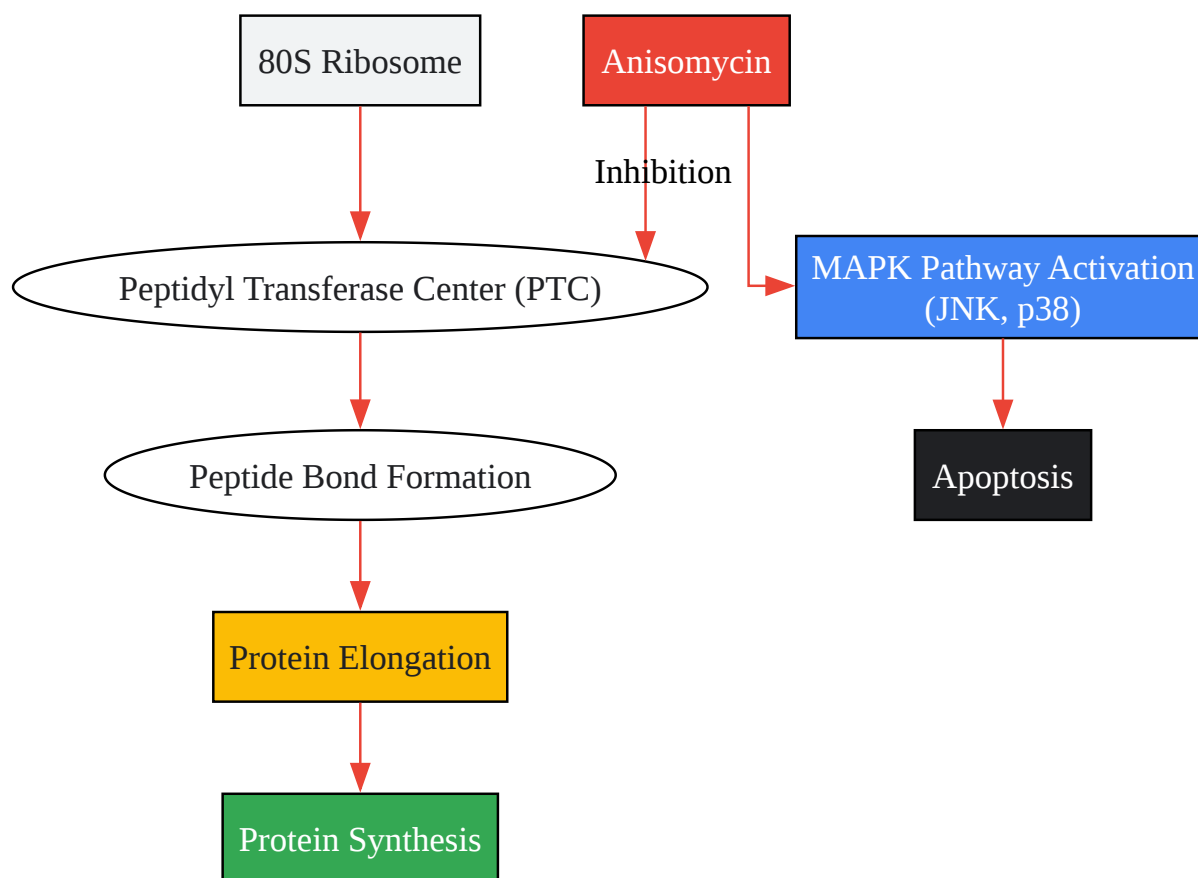 80S Ribosome
Anisomycin
Inhibition
Peptidyl Transferase Center (PTC)
MAPK Pathway Activation
(JNK, p38)
Peptide Bond Formation
Apoptosis
Protein Elongation
Protein Synthesis